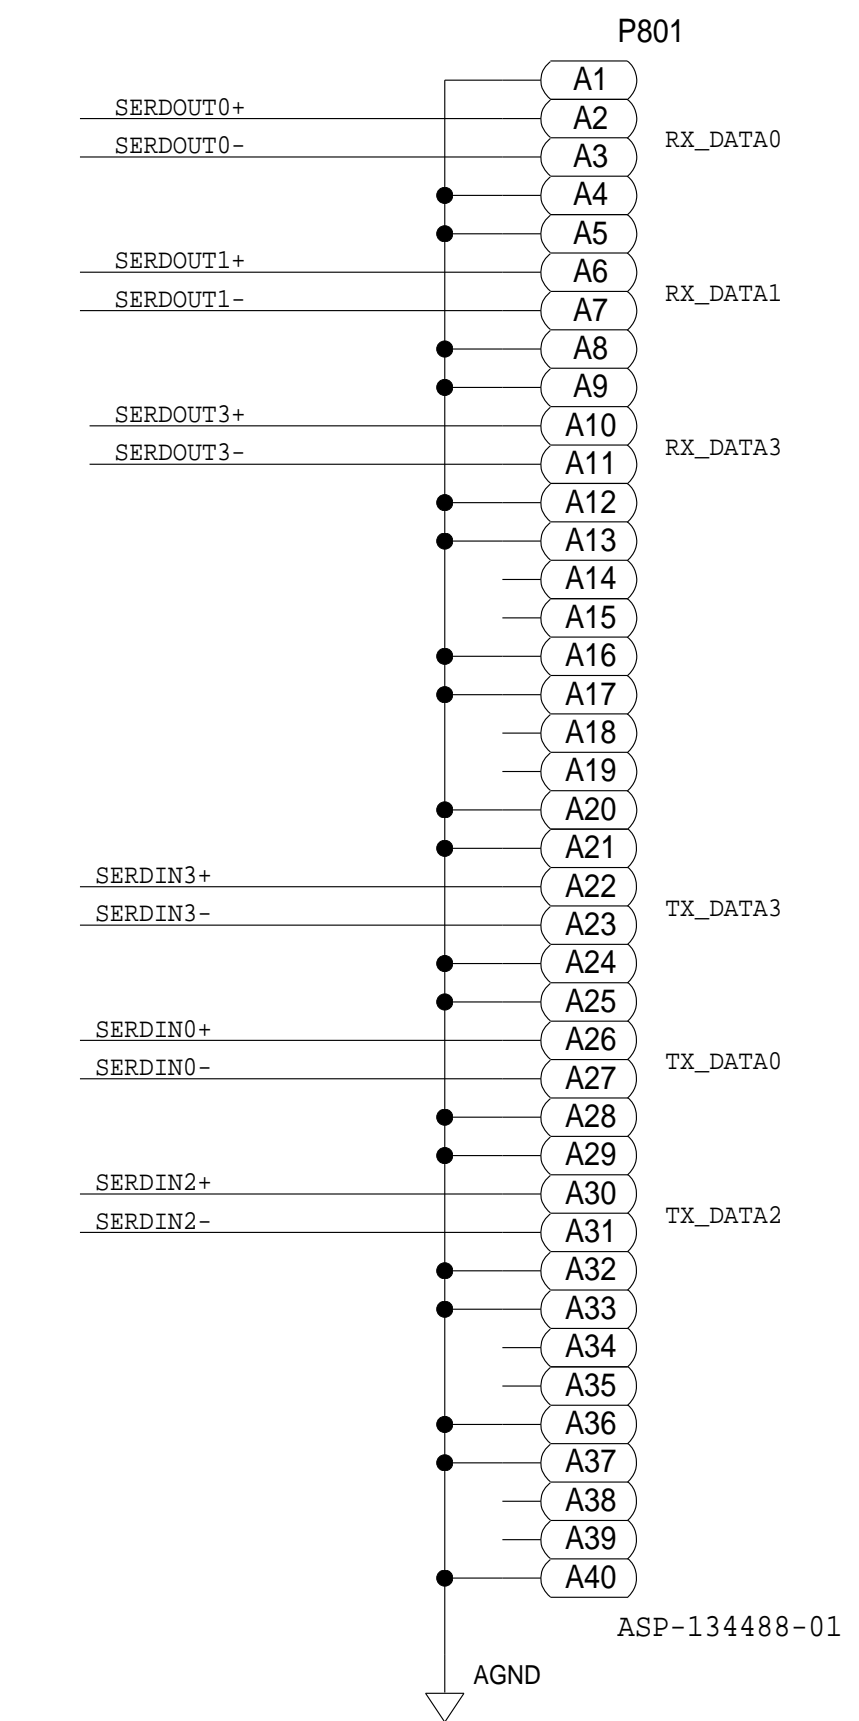 P801
A1
SERDOUT0+ A2
RX_DATA0
SERDOUT0- A3
A4
A5
SERDOUT1+ A6
RX_DATA1
SERDOUT1- A7
A8
A9
SERDOUT3+ A10
RX_DATA3
SERDOUT3- A11
A12
A13
A14
A15
A16
A17
A18
A19
A20
A21
SERDIN3+ A22
TX_DATA3
SERDIN3- A23
A24
A25
SERDIN0+ A26
TX_DATA0
SERDIN0- A27
A28
A29
SERDIN2+ A30
TX_DATA2
SERDIN2- A31
A32
A33
A34
A35
A36
A37
A38
A39
A40
ASP-134488-01
AGND